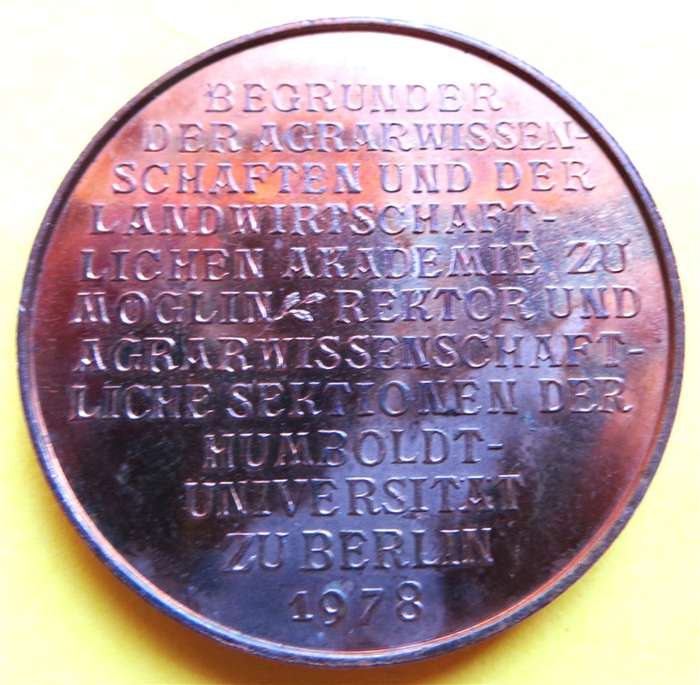 BEGRUNDER
DER AGRARWISSEN-
SCHAFTEN UND DER
LANDWIRTSCHAFT-
LICHEN AKADEMIE ZU
MOGLIN REKTOR UND
AGRARWISSENSCHAFT-
LICHE SEKTIONEN DER
HUMBOLDT-
UNIVERSITAT
ZU BERLIN
1978